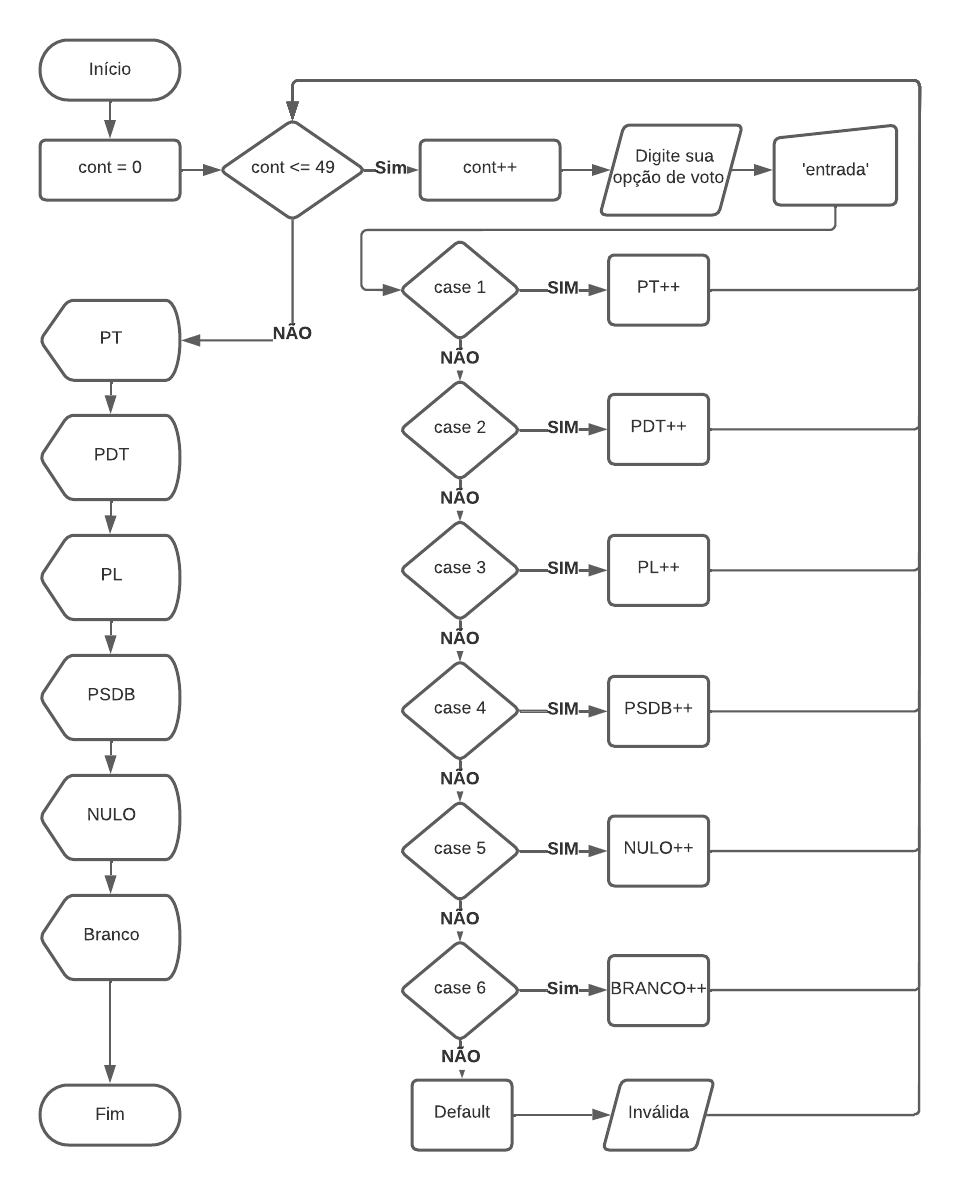 Início
cont = 0
cont <= 49
Sim
cont++
Digite sua
opção de voto
'entrada'
case 1
SIM
PT++
NÃO
PT
NÃO
case 2
SIM
PDT++
PDT
NÃO
case 3
SIM
PL++
PL
NÃO
case 4
SIM
PSDB++
PSDB
NÃO
case 5
SIM
NULO++
NULO
NÃO
case 6
Sim
BRANCO++
Branco
NÃO
Default
Inválida
Fim